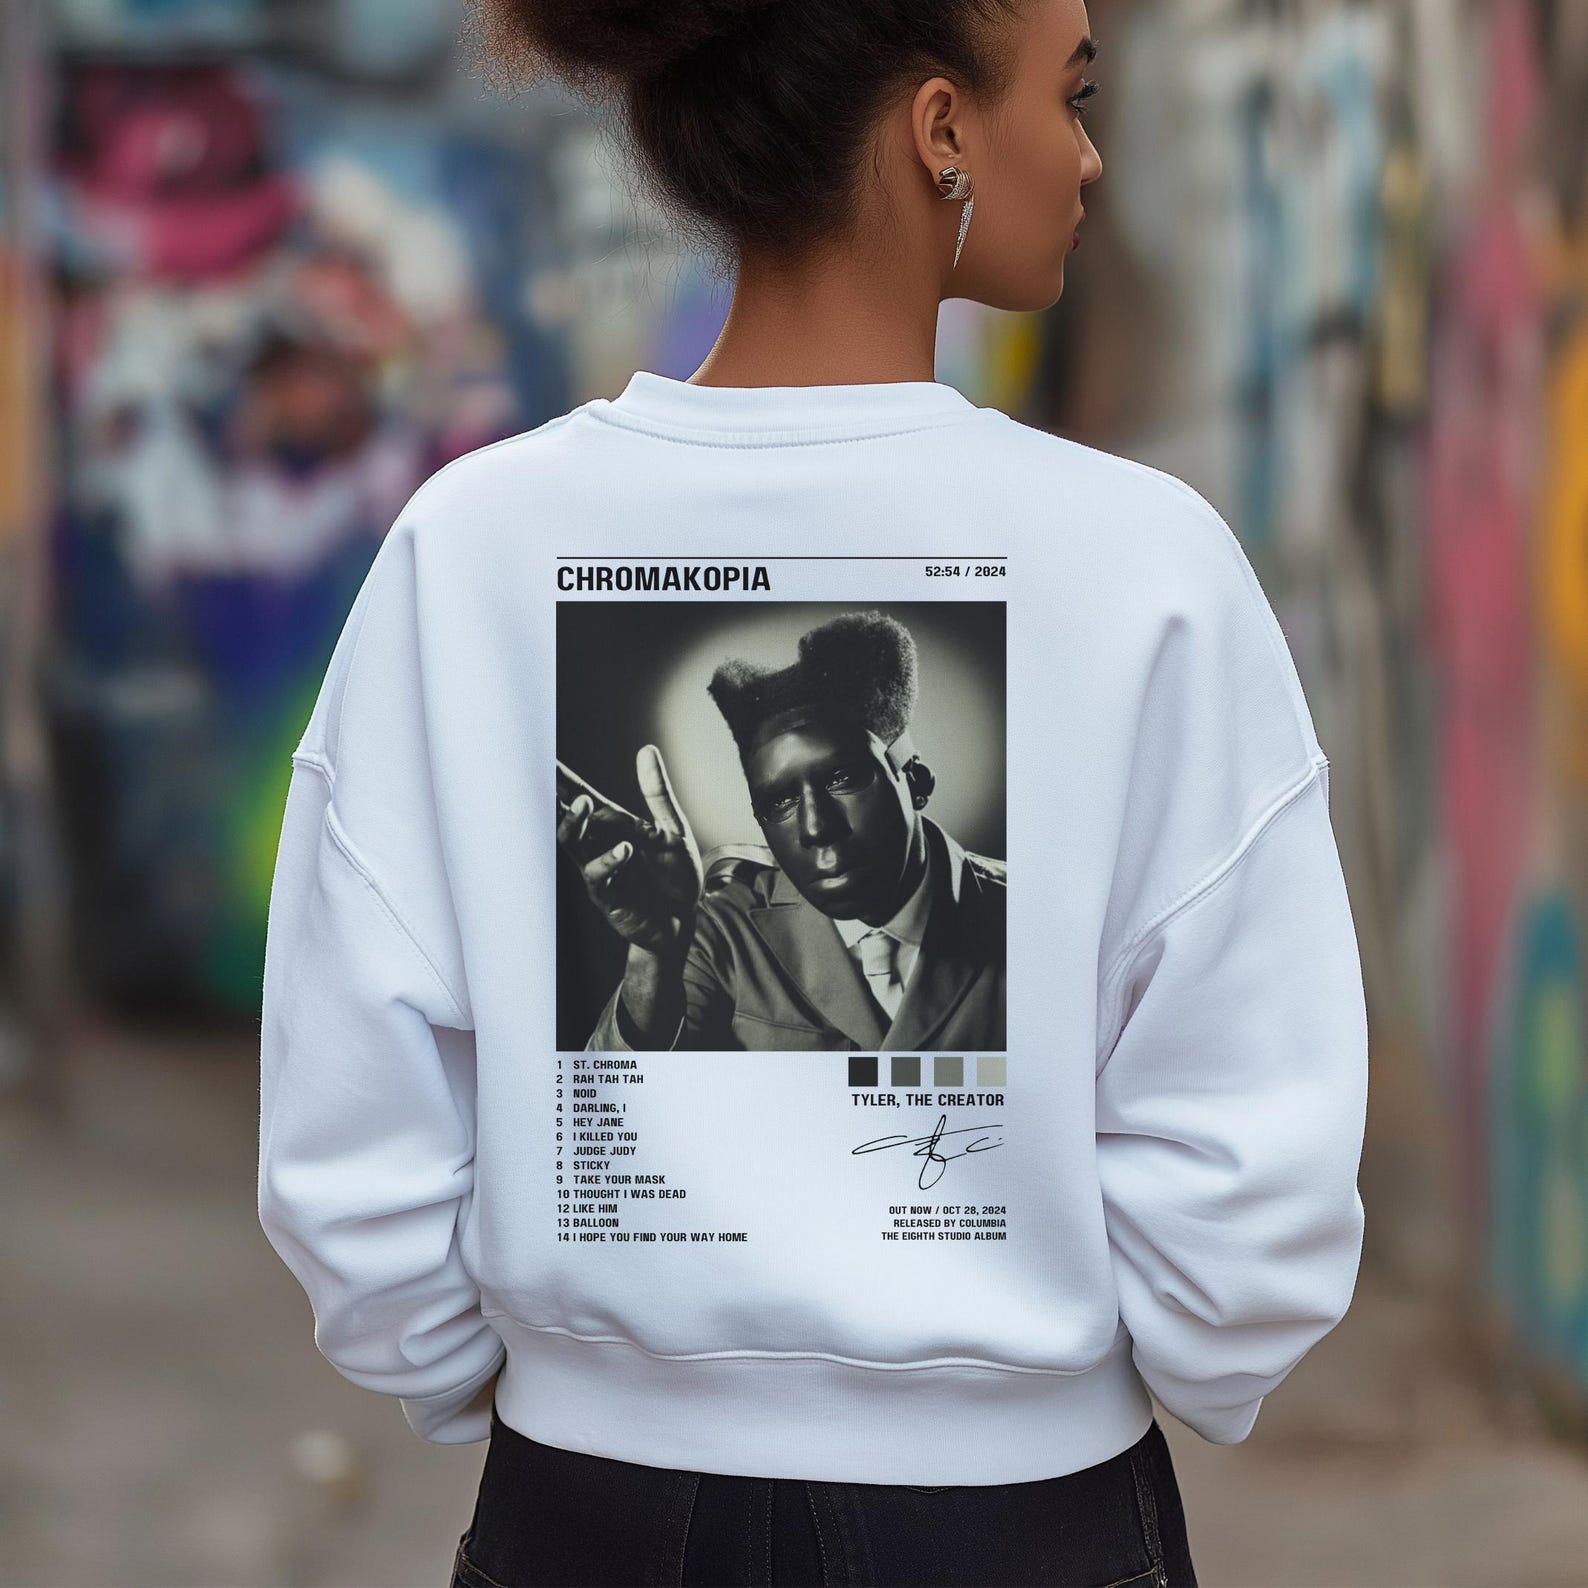 CHROMAKOPIA
52:54 / 2024
1 ST. CHROMA
2 RAH TAH TAH
3 NOID
4 DARLING, I
5 HEY JANE
6 I KILLED YOU
7 JUDGE JUDY
8 STICKY
9 TAKE YOUR MASK
10 THOUGHT I WAS DEAD
12 LIKE HIM
13 BALLOON
14 I HOPE YOU FIND YOUR WAY HOME
TYLER, THE CREATOR
OUT NOW / OCT 28, 2024
RELEASED BY COLUMBIA
THE EIGHTH STUDIO ALBUM